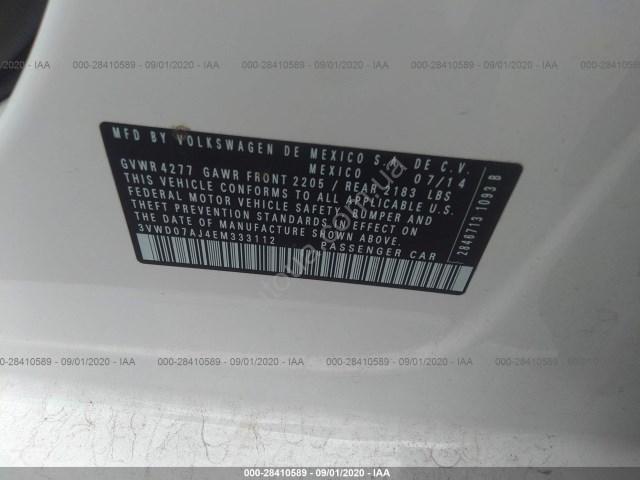 000-28410589 - 09/01/2020 - IAA 000-28410589 - 09/01/2020 - IAA 000-28410589 - 09/01/2020 - IAA
MFD BY VOLKSWAGEN DE MEXICO S.A. DE C.V.
MEXICO 07/14
GVWR 4277 GAWR FRONT 2205 / REAR 2183 LBS
THIS VEHICLE CONFORMS TO ALL APPLICABLE U.S.
FEDERAL MOTOR VEHICLE SAFETY, BUMPER AND
THEFT PREVENTION STANDARDS IN EFFECT ON
THE DATE OF MANUFACTURE SHOWN ABOVE.
3VWD07AJ4EM333112
PASSENGER CAR
2846713 1093 B
autouia.com
000-28410589 - 09/01/2020 - IAA 000-28410589 - 09/01/2020 - IAA 000-28410589 - 09/01/2020 - IAA
000-28410589 - 09/01/2020 - IAA